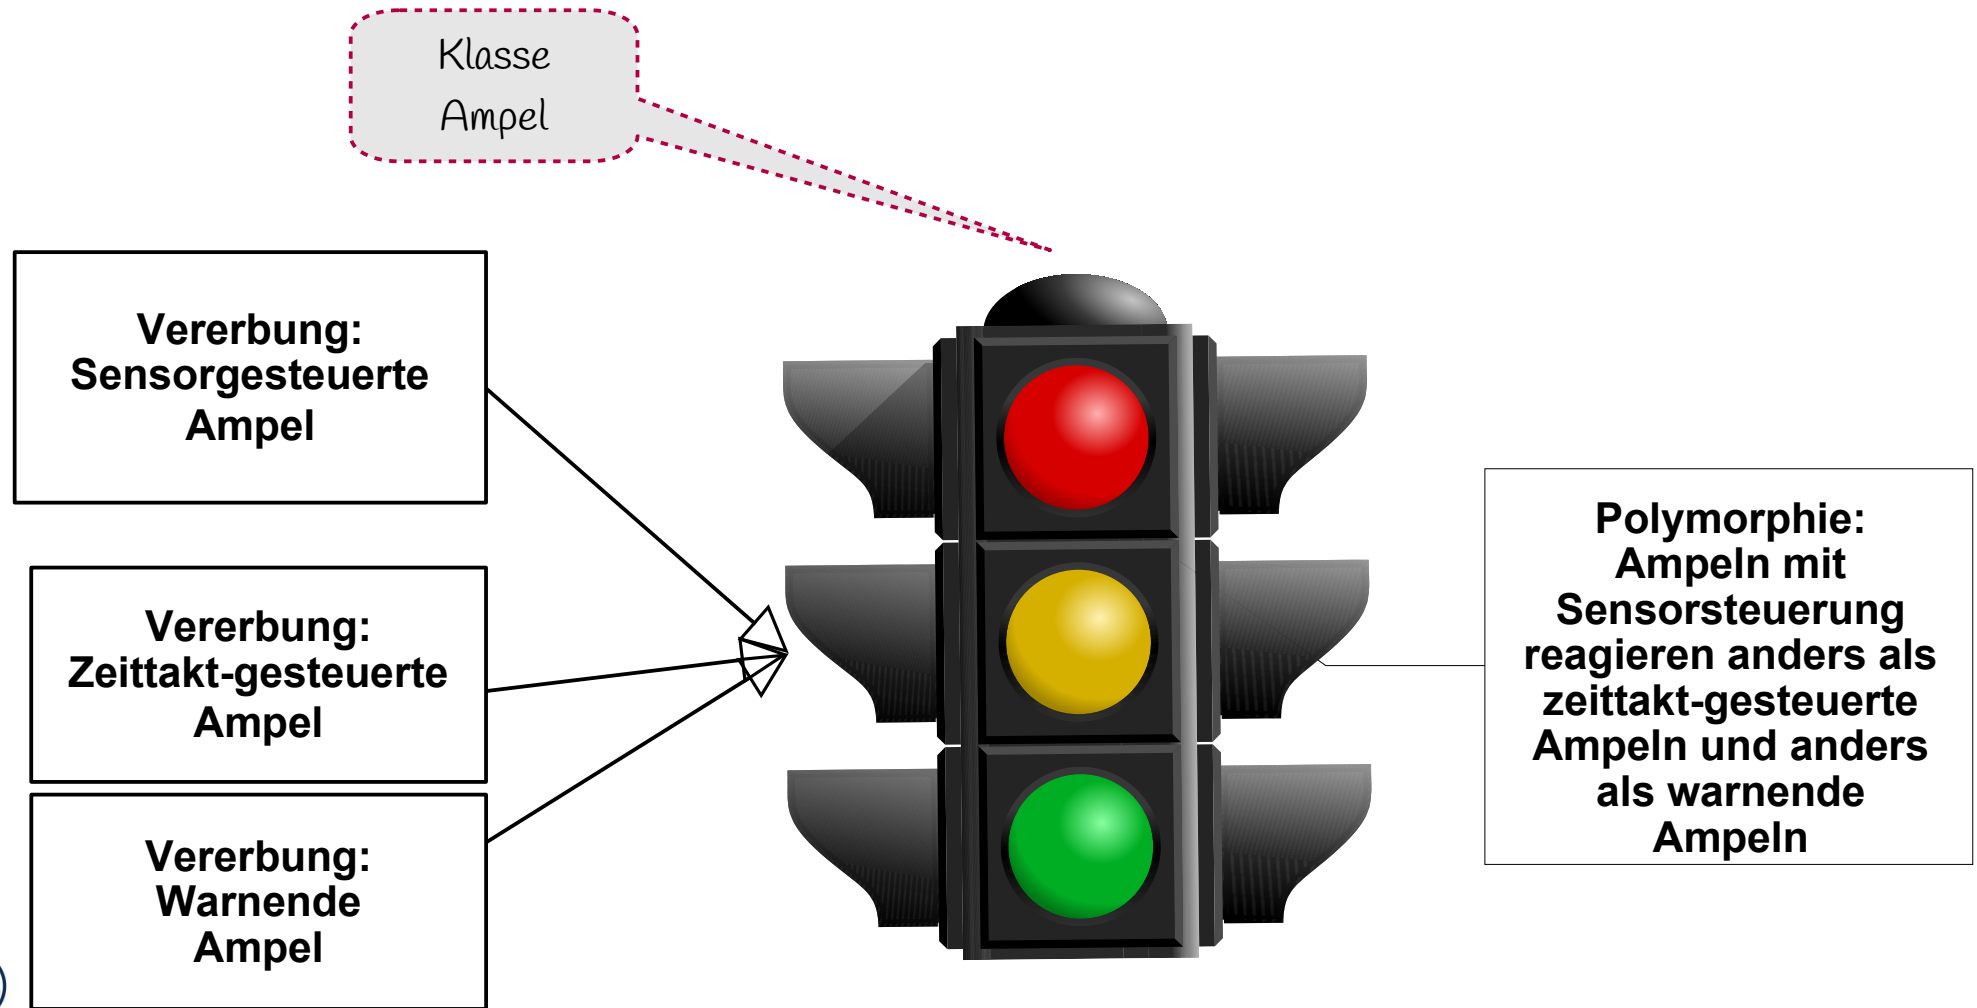 Klasse
Ampel
Vererbung:
Sensorgesteuerte
Ampel
Vererbung:
Zeittakt-gesteuerte
Ampel
Vererbung:
Warnende
Ampel
Polymorphie:
Ampeln mit
Sensorsteuerung
reagieren anders als
zeittakt-gesteuerte
Ampeln und anders
als warnende
Ampeln